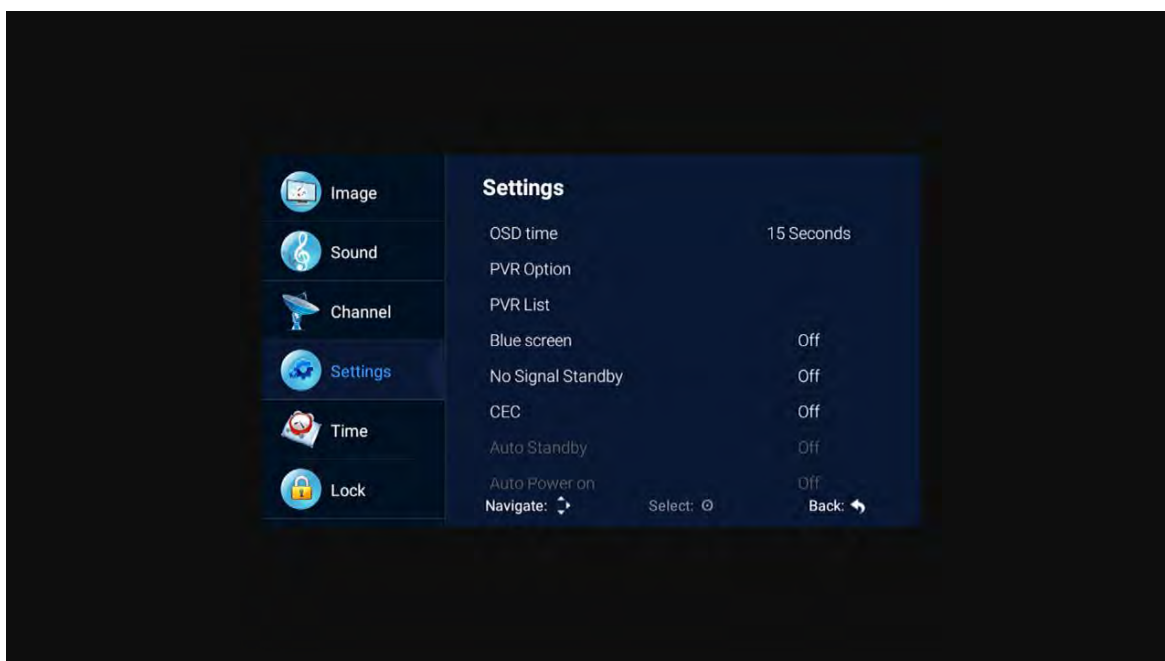 Image
Sound
Channel
Settings
Time
Lock
Settings
OSD time 15 Seconds
PVR Option
PVR List
Blue screen Off
No Signal Standby Off
CEC Off
Auto Standby Off
Auto Power on Off
Navigate: Select: Back: